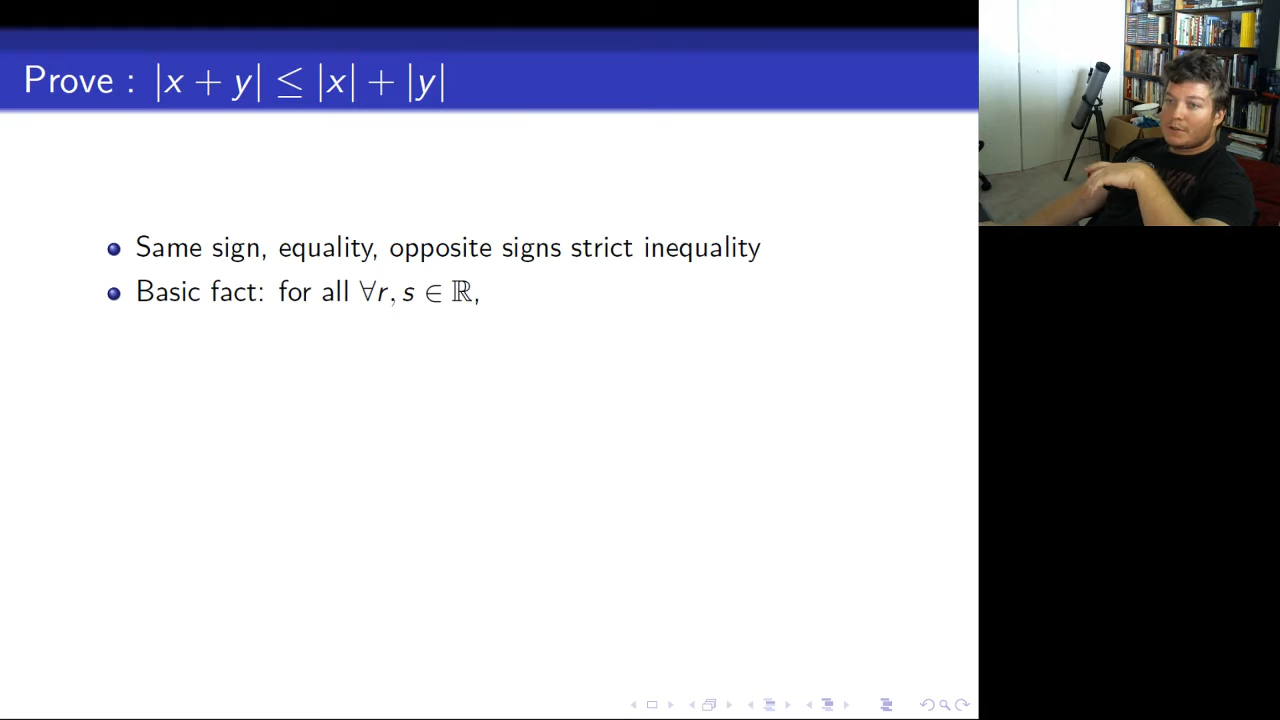 Prove : |x + y| ≤ |x| + |y|
Same sign, equality, opposite signs strict inequality
Basic fact: for all ∀r, s ∈ ℝ,